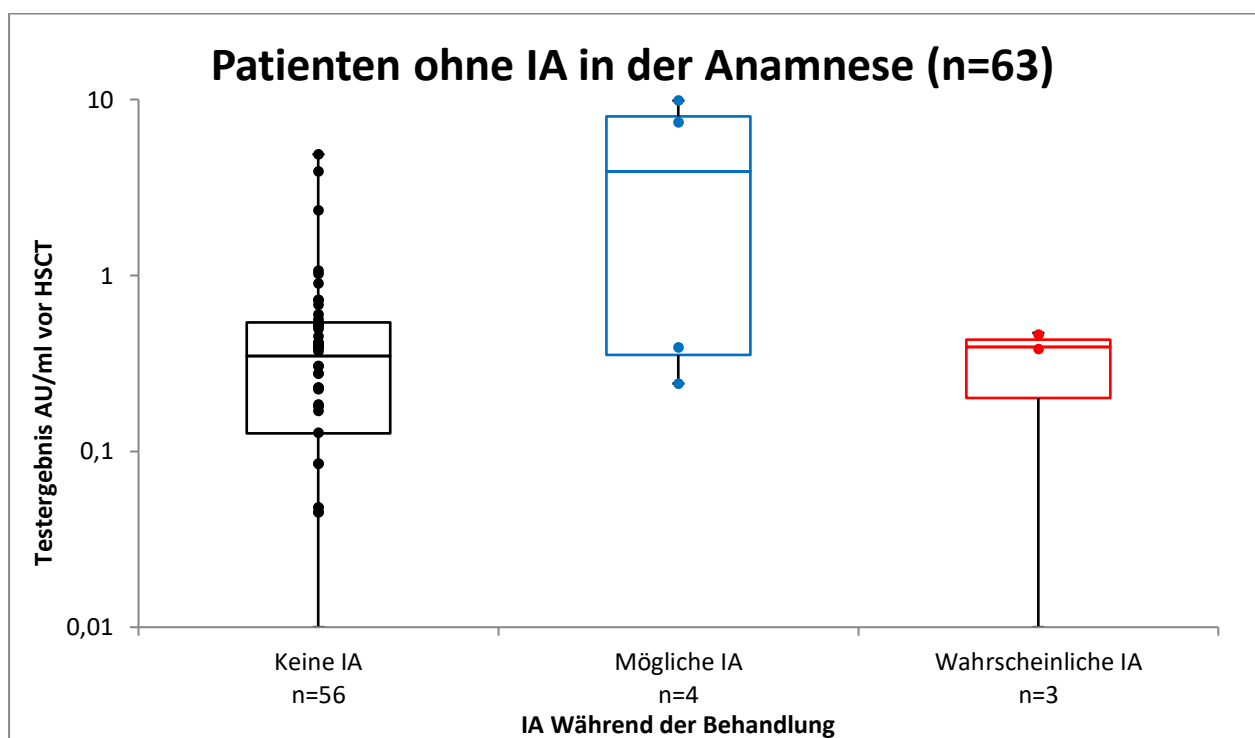 Patienten ohne IA in der Anamnese (n=63)
Testergebnis AU/ml vor HSCT
10
1
0,1
0,01
Keine IA
n=56
Mögliche IA
n=4
Wahrscheinliche IA
n=3
IA Während der Behandlung